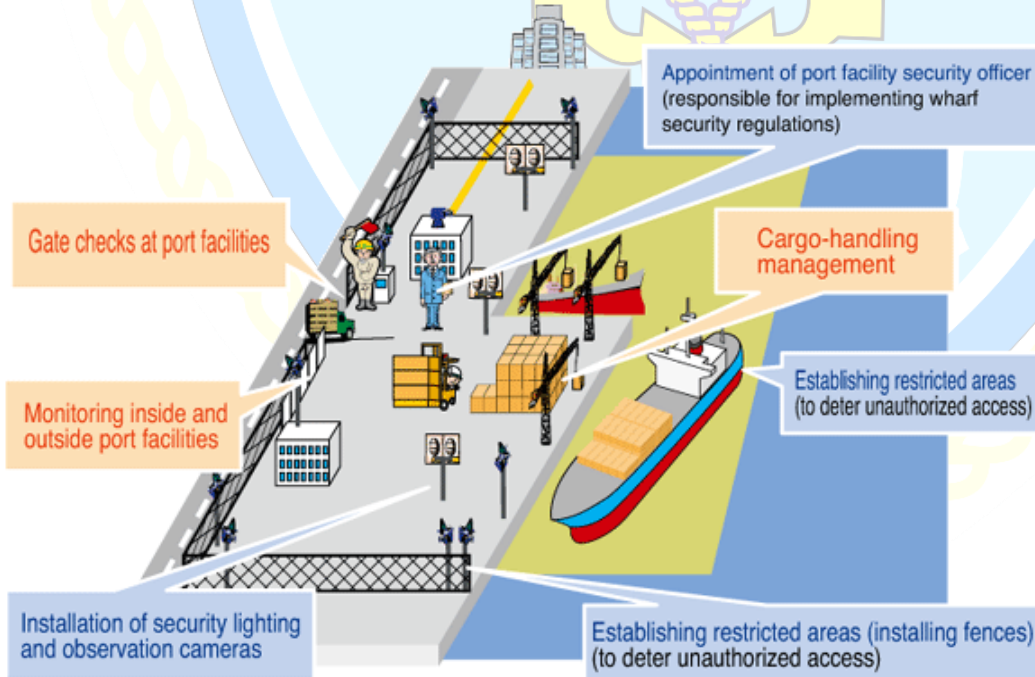 Appointment of port facility security officer
(responsible for implementing wharf
security regulations)
Gate checks at port facilities
Cargo-handling
management
Establishing restricted areas
(to deter unauthorized access)
Monitoring inside and
outside port facilities
Installation of security lighting
and observation cameras
Establishing restricted areas (installing fences)
(to deter unauthorized access)